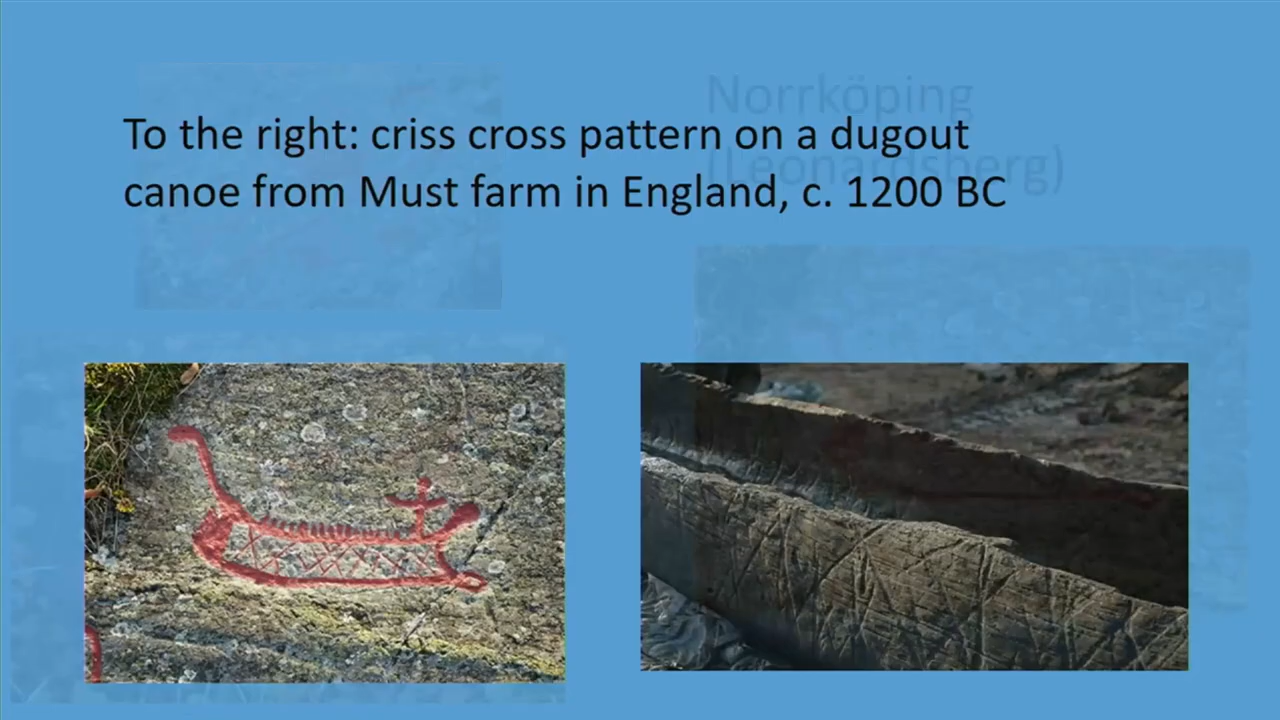 To the right: criss cross pattern on a dugout
canoe from Must farm in England, c. 1200 BC
Norrköping
(Leonardsberg)